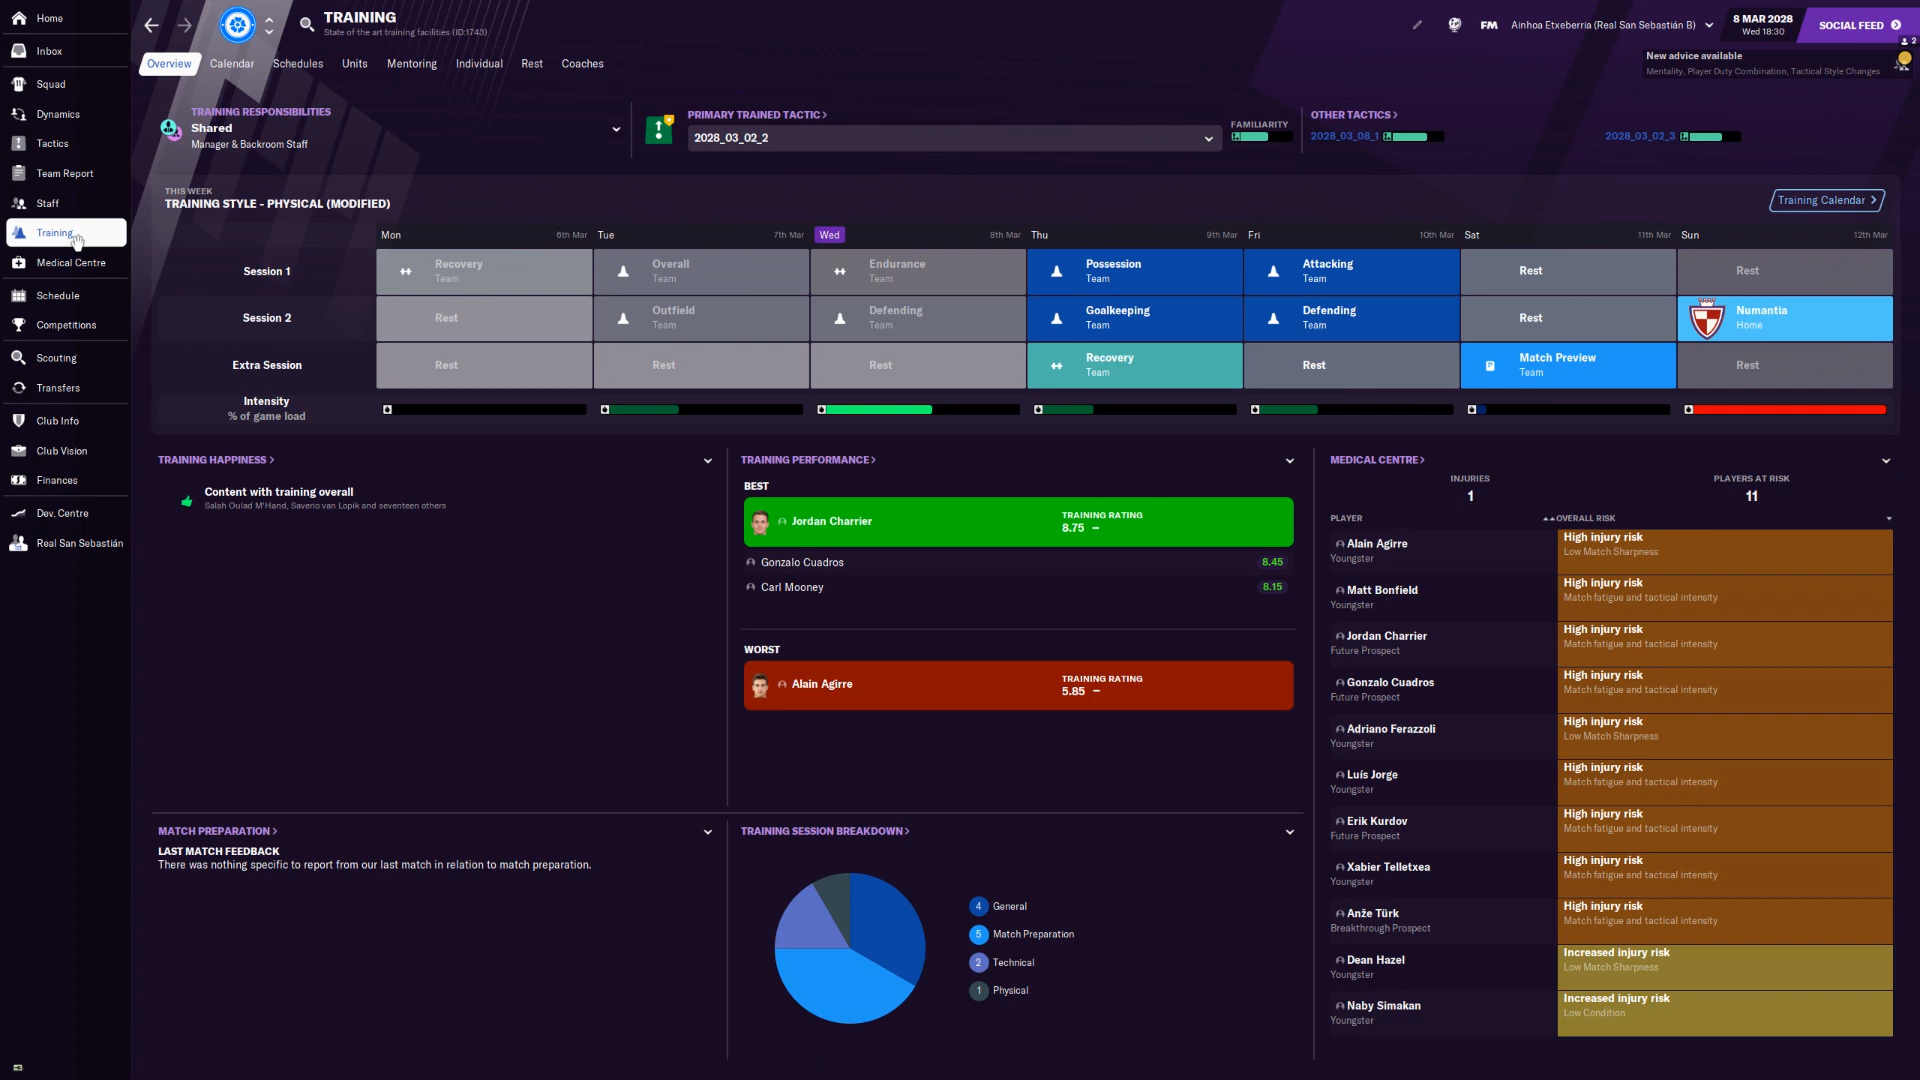 Home
Inbox
Squad
Dynamics
Tactics
Team Report
Staff
Training
Medical Centre
Schedule
Competitions
Scouting
Transfers
Club Info
Club Vision
Finances
Dev. Centre
Real San Sebastián
TRAINING
State of the art training facilities (ID:1743)
FM
Ainhoa Etxeberria (Real San Sebastián B)
8 MAR 2028
Wed 18:30
SOCIAL FEED
2
New advice available
Mentality, Player Duty Combination, Tactical Style Changes
Overview
Calendar
Schedules
Units
Mentoring
Individual
Rest
Coaches
TRAINING RESPONSIBILITIES
Shared
Manager & Backroom Staff
PRIMARY TRAINED TACTIC >
2028_03_02_2
FAMILIARITY
OTHER TACTICS >
2028_03_08_1
2028_03_02_3
THIS WEEK
TRAINING STYLE - PHYSICAL (MODIFIED)
Training Calendar >
Mon 6th Mar
Tue 7th Mar
Wed 8th Mar
Thu 9th Mar
Fri 10th Mar
Sat 11th Mar
Sun 12th Mar
Session 1
Recovery
Team
Overall
Team
Endurance
Team
Possession
Team
Attacking
Team
Rest
Rest
Session 2
Rest
Outfield
Team
Defending
Team
Goalkeeping
Team
Defending
Team
Rest
Numantia
Home
Extra Session
Rest
Rest
Rest
Recovery
Team
Rest
Match Preview
Team
Rest
Intensity
% of game load
TRAINING HAPPINESS >
Content with training overall
Salah Oulad M'Hand, Saverio van Lopik and seventeen others
TRAINING PERFORMANCE >
BEST
Jordan Charrier
TRAINING RATING
8.75 –
Gonzalo Cuadros 8.45
Carl Mooney 8.15
WORST
Alain Agirre
TRAINING RATING
5.85 –
MEDICAL CENTRE >
INJURIES
1
PLAYERS AT RISK
11
PLAYER
OVERALL RISK
Alain Agirre
Youngster
High injury risk
Low Match Sharpness
Matt Bonfield
Youngster
High injury risk
Match fatigue and tactical intensity
Jordan Charrier
Future Prospect
High injury risk
Match fatigue and tactical intensity
Gonzalo Cuadros
Future Prospect
High injury risk
Match fatigue and tactical intensity
Adriano Ferazzoli
Youngster
High injury risk
Low Match Sharpness
Luís Jorge
Youngster
High injury risk
Match fatigue and tactical intensity
Erik Kurdov
Future Prospect
High injury risk
Match fatigue and tactical intensity
Xabier Telletxea
Youngster
High injury risk
Match fatigue and tactical intensity
Anže Türk
Breakthrough Prospect
High injury risk
Match fatigue and tactical intensity
Dean Hazel
Youngster
Increased injury risk
Low Match Sharpness
Naby Simakan
Youngster
Increased injury risk
Low Condition
MATCH PREPARATION >
LAST MATCH FEEDBACK
There was nothing specific to report from our last match in relation to match preparation.
TRAINING SESSION BREAKDOWN >
4 General
5 Match Preparation
2 Technical
1 Physical